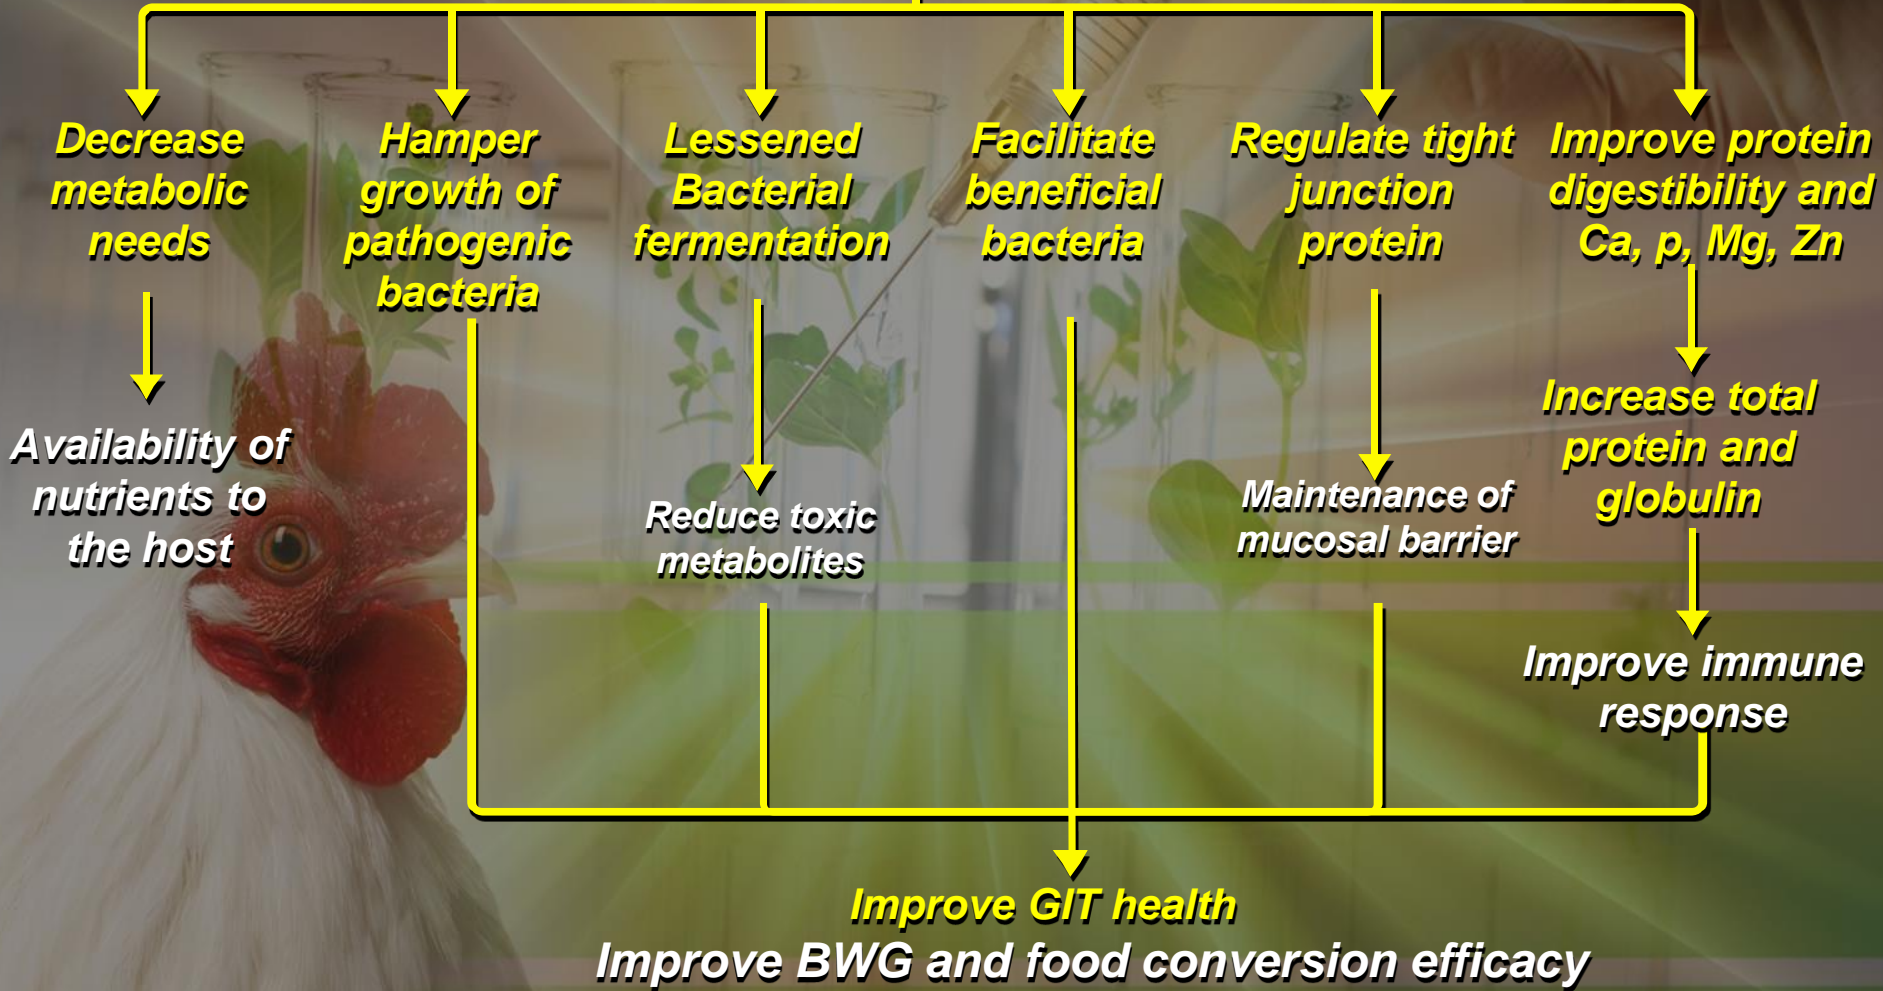 Decrease
metabolic
needs
Hamper
growth of
pathogenic
bacteria
Lessened
Bacterial
fermentation
Facilitate
beneficial
bacteria
Regulate tight
junction
protein
Improve protein
digestibility and
Ca, p, Mg, Zn
Availability of
nutrients to
the host
Reduce toxic
metabolites
Maintenance of
mucosal barrier
Increase total
protein and
globulin
Improve immune
response
Improve GIT health
Improve BWG and food conversion efficacy